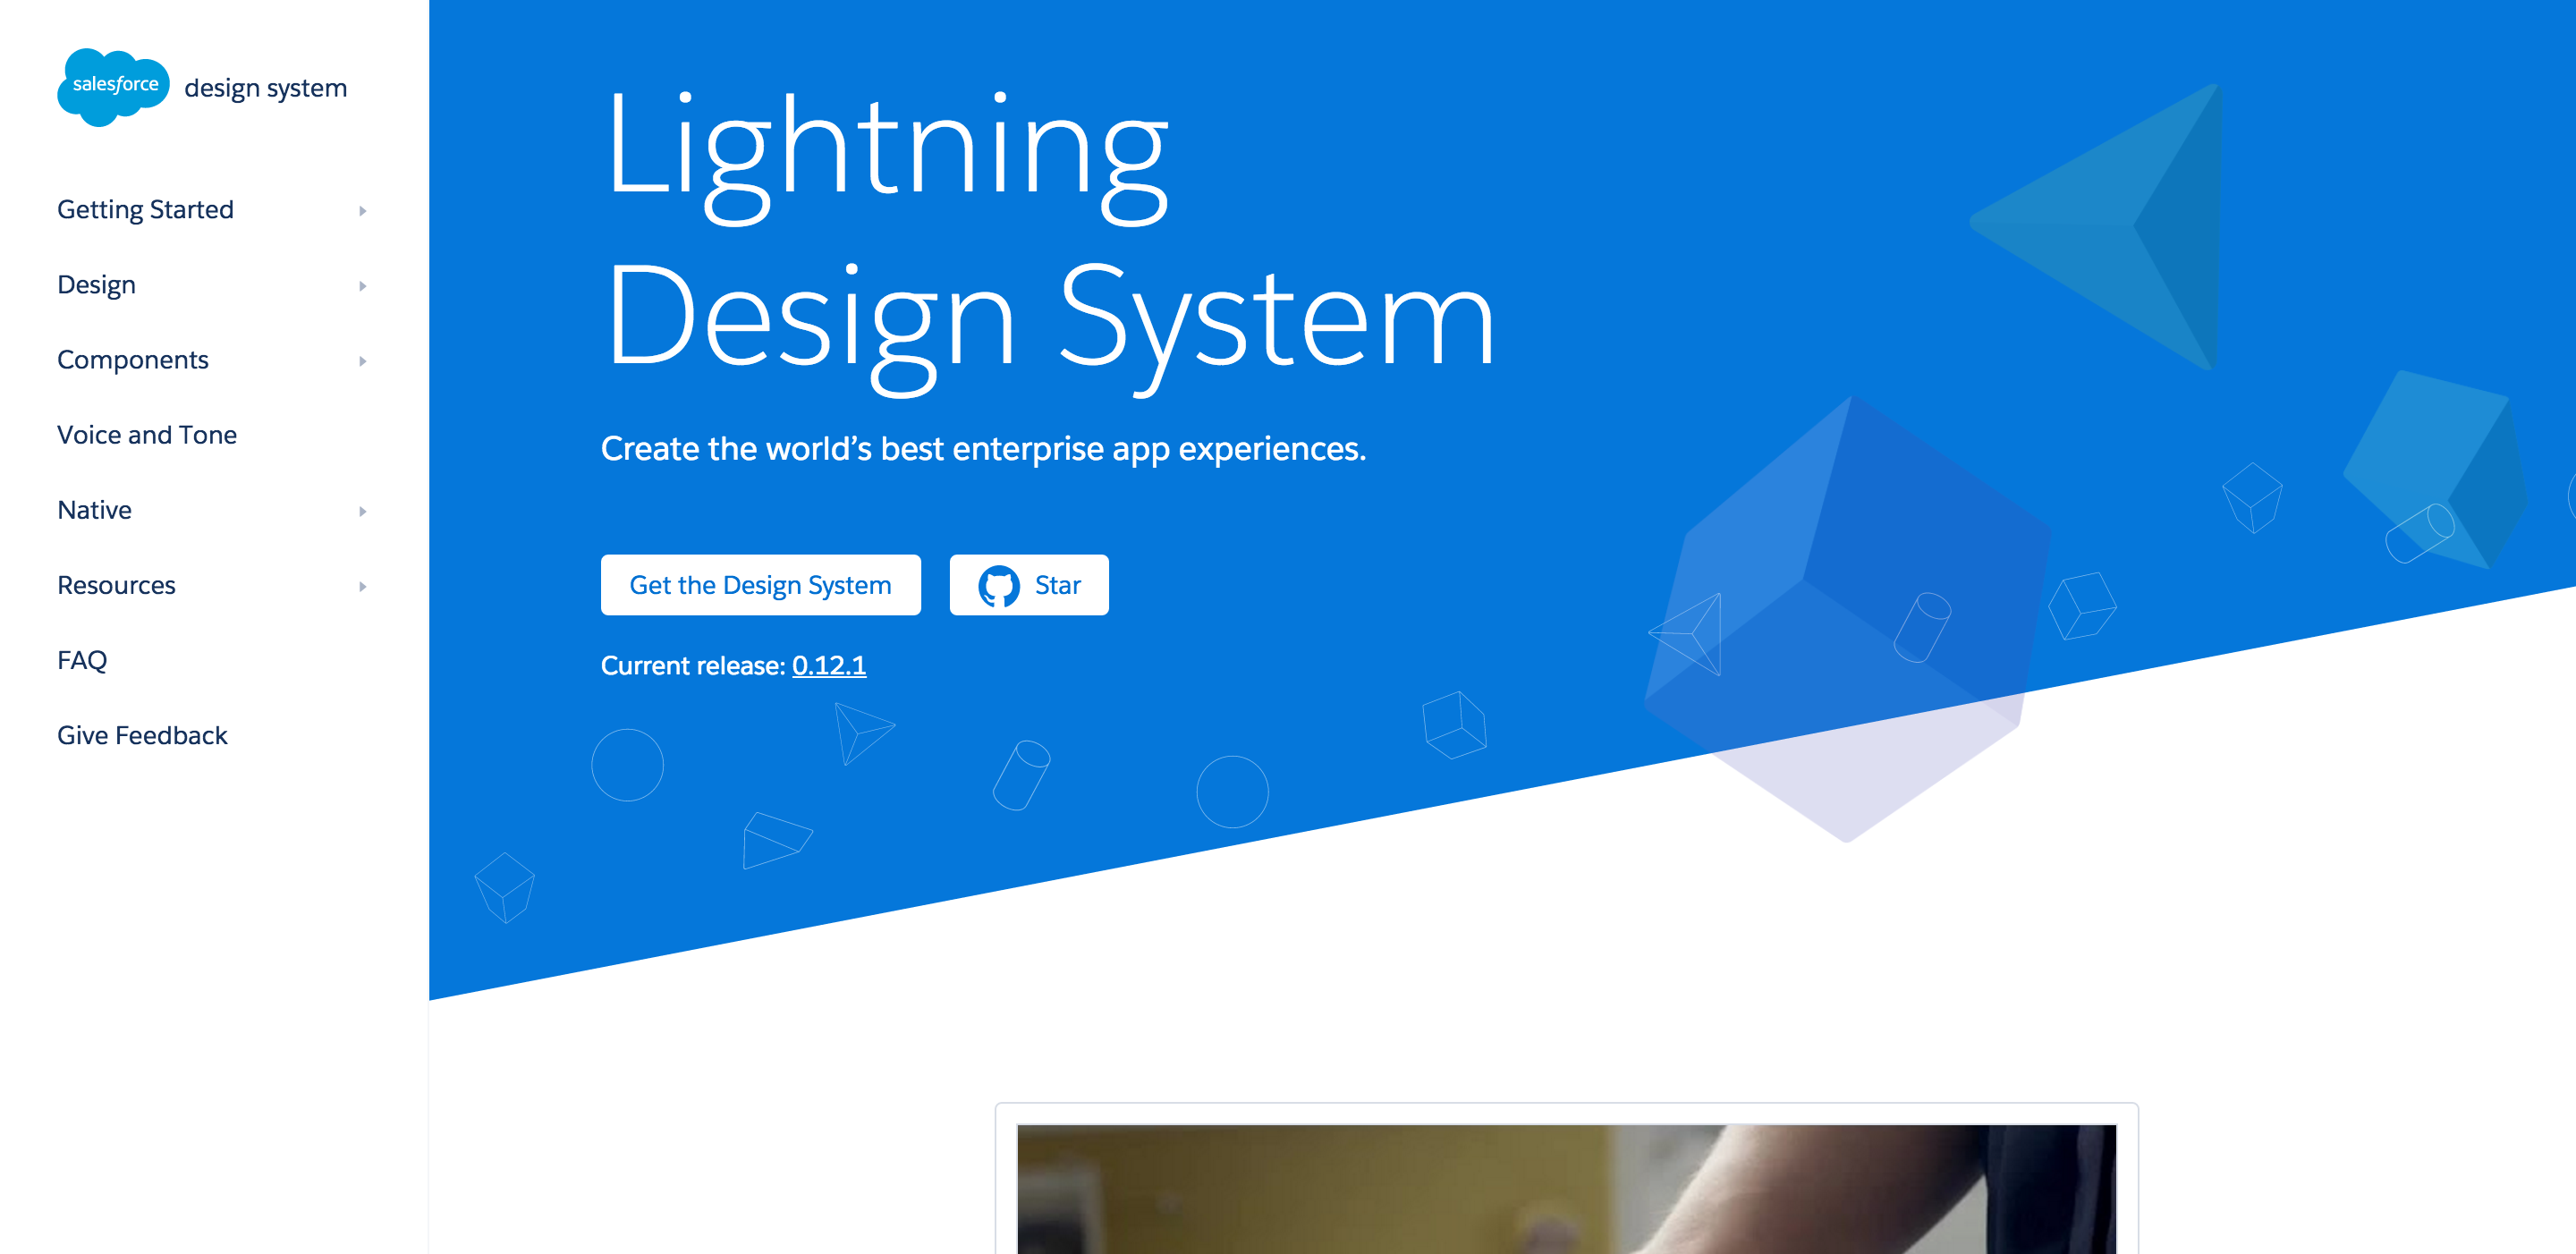 salesforce design system
Getting Started
Design
Components
Voice and Tone
Native
Resources
FAQ
Give Feedback
Lightning
Design System
Create the world’s best enterprise app experiences.
Get the Design System
Star
Current release: 0.12.1